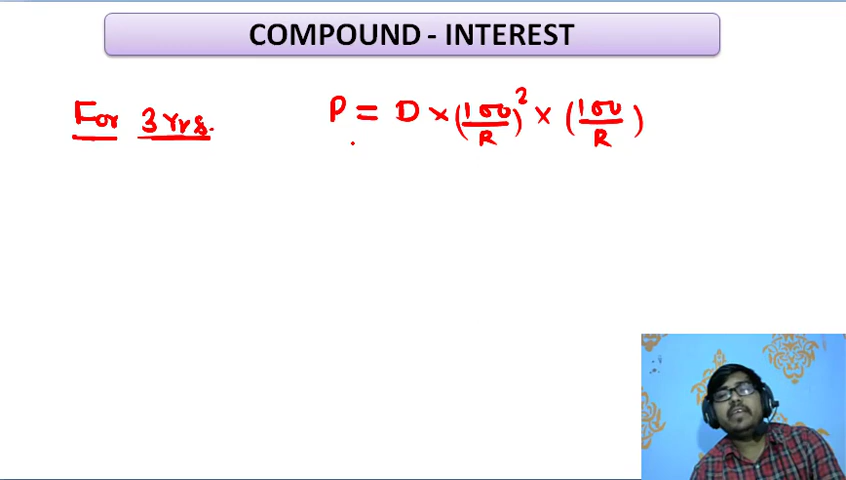 COMPOUND - INTEREST
For 3 Yrs. P = D × (100/R)² × (100/R)